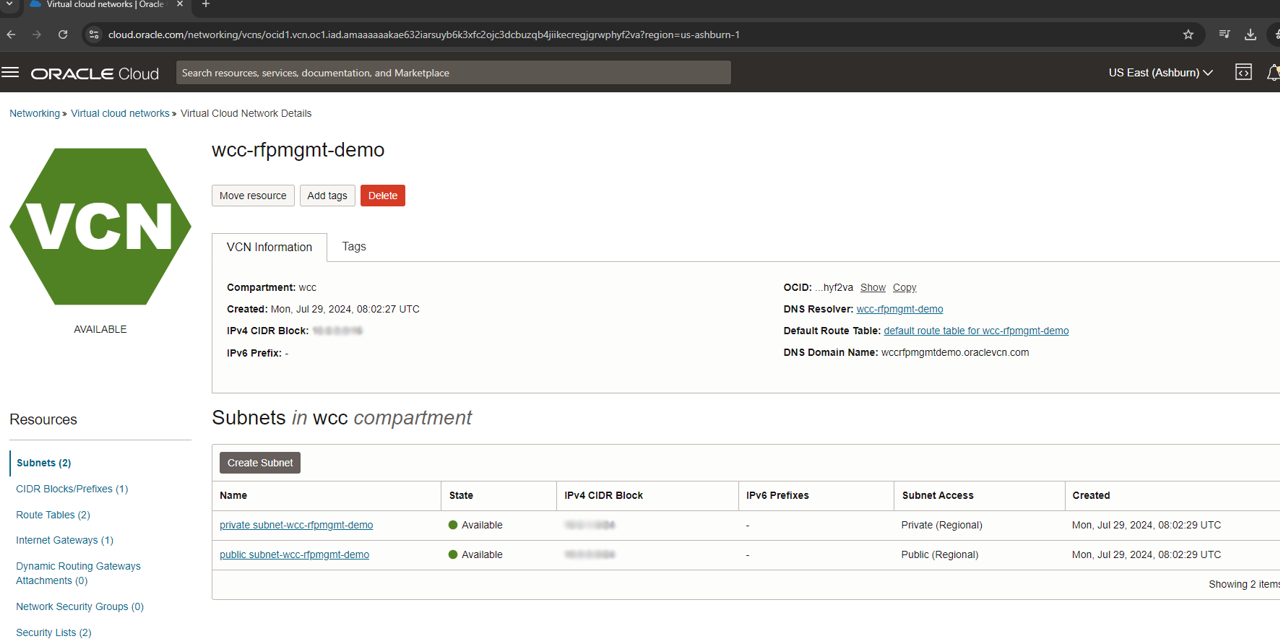 Virtual cloud networks | Oracle
cloud.oracle.com/networking/vcns/ocid1.vcn.oc1.iad.amaaaaaakae632iarsuyb6k3xfc2ojc3dcbuzqb4jiikecregjgrwphyf2va?region=us-ashburn-1
ORACLE Cloud
Search resources, services, documentation, and Marketplace
US East (Ashburn)
Networking » Virtual cloud networks » Virtual Cloud Network Details
VCN
AVAILABLE
wcc-rfpmgmt-demo
Move resource Add tags Delete
VCN Information Tags
Compartment: wcc
Created: Mon, Jul 29, 2024, 08:02:27 UTC
IPv4 CIDR Block:
IPv6 Prefix: -
OCID: ...hyf2va Show Copy
DNS Resolver: wcc-rfpmgmt-demo
Default Route Table: default route table for wcc-rfpmgmt-demo
DNS Domain Name: wccrfpmgmtdemo.oraclevcn.com
Resources
Subnets (2)
CIDR Blocks/Prefixes (1)
Route Tables (2)
Internet Gateways (1)
Dynamic Routing Gateways
Attachments (0)
Network Security Groups (0)
Security Lists (2)
Subnets in wcc compartment
Create Subnet
Name State IPv4 CIDR Block IPv6 Prefixes Subnet Access Created
private subnet-wcc-rfpmgmt-demo Available - Private (Regional) Mon, Jul 29, 2024, 08:02:29 UTC
public subnet-wcc-rfpmgmt-demo Available - Public (Regional) Mon, Jul 29, 2024, 08:02:29 UTC
Showing 2 items